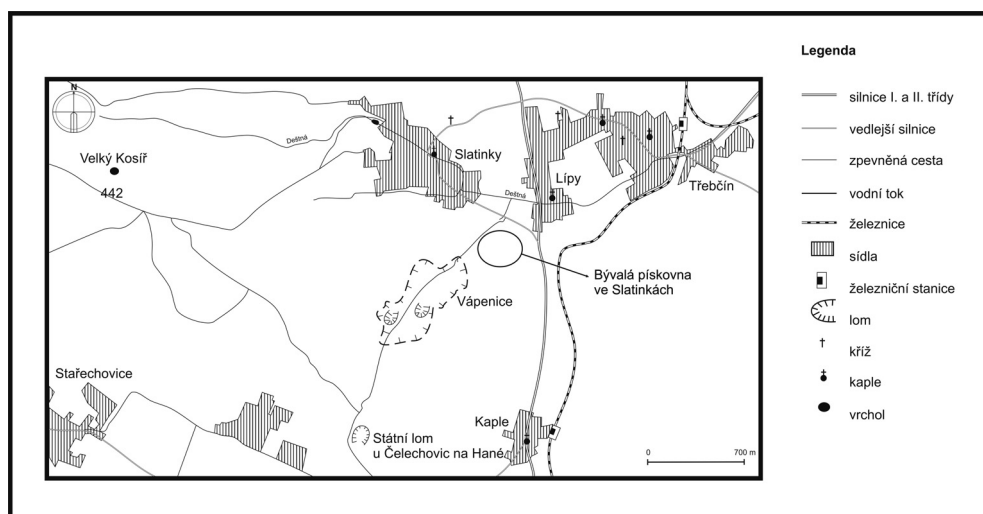 N
Deštná
Velký Kosíř
442
Slatinky
Deštná
Lípy
Třebčín
Bývalá pískovna
ve Slatinkách
Vápenice
Stařechovice
Státní lom
u Čelechovic na Hané
Kaple
0 700 m
Legenda
silnice I. a II. třídy
vedlejší silnice
zpevněná cesta
vodní tok
železnice
sídla
železniční stanice
lom
kříž
kaple
vrchol